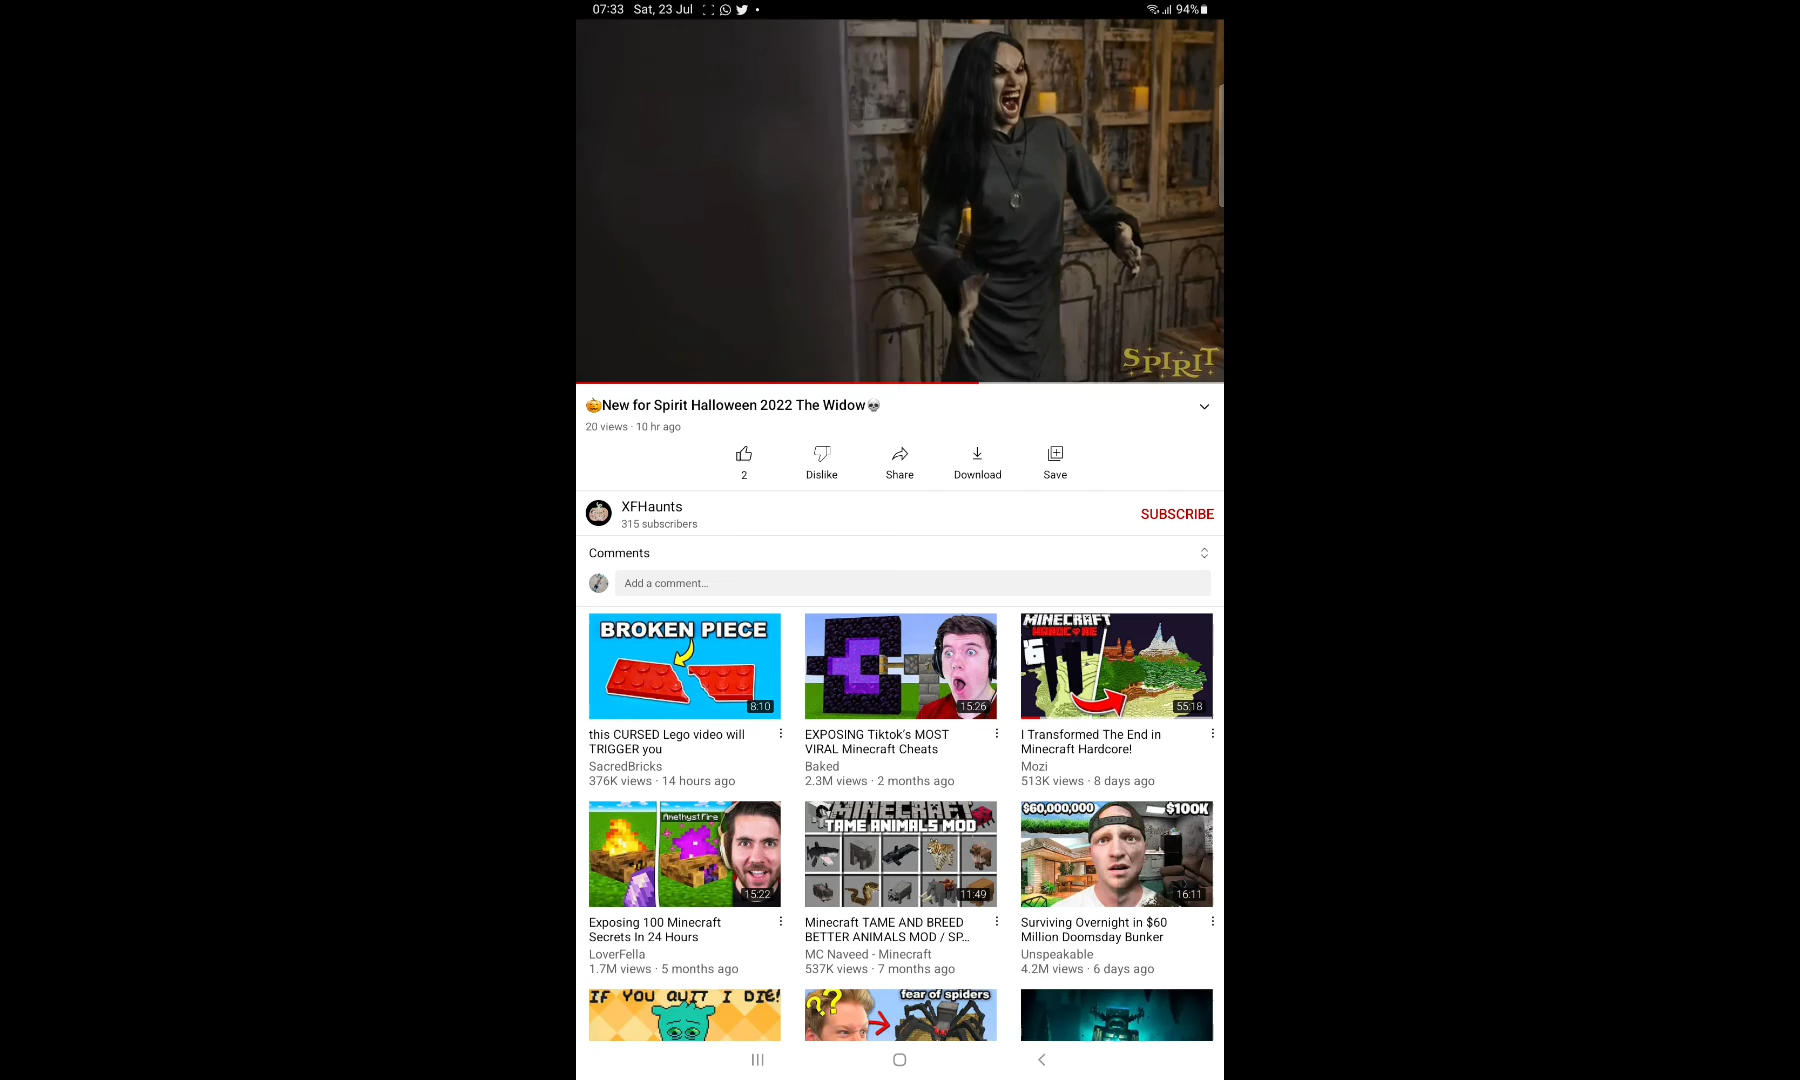 07:33 Sat, 23 Jul
94%
SPIRIT
🎃New for Spirit Halloween 2022 The Widow💀
20 views · 10 hr ago
2 Dislike Share Download Save
XFHaunts
315 subscribers
SUBSCRIBE
Comments
Add a comment...
BROKEN PIECE
8:10
this CURSED Lego video will
TRIGGER you
SacredBricks
376K views · 14 hours ago
15:26
EXPOSING Tiktok's MOST
VIRAL Minecraft Cheats
Baked
2.3M views · 2 months ago
MINECRAFT
HARDCORE
55:18
I Transformed The End in
Minecraft Hardcore!
Mozi
513K views · 8 days ago
Amethyst Fire
15:22
Exposing 100 Minecraft
Secrets In 24 Hours
LoverFella
1.7M views · 5 months ago
MINECRAFT
TAME ANIMALS MOD
11:49
Minecraft TAME AND BREED
BETTER ANIMALS MOD / SP...
MC Naveed - Minecraft
537K views · 7 months ago
$60,000,000 $100K
16:11
Surviving Overnight in $60
Million Doomsday Bunker
Unspeakable
4.2M views · 6 days ago
IF YOU QUIT I DIE!
??
fear of spiders